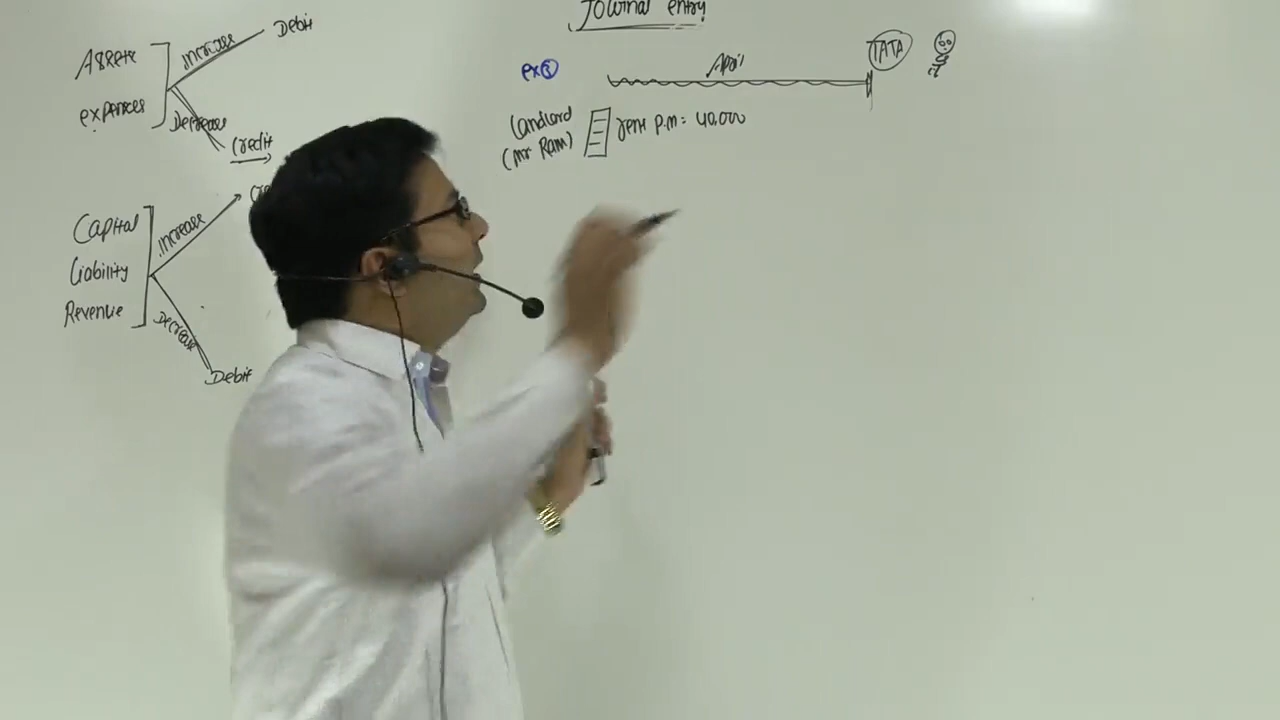 Journal entry
Assets
Expences
Increase
Debit
Decrease
Credit
Capital
Liability
Revenue
Increase
Decrease
Debit
ex③
April
TATA
Landlord
(Mr RAM)
rent P.M = 40,000